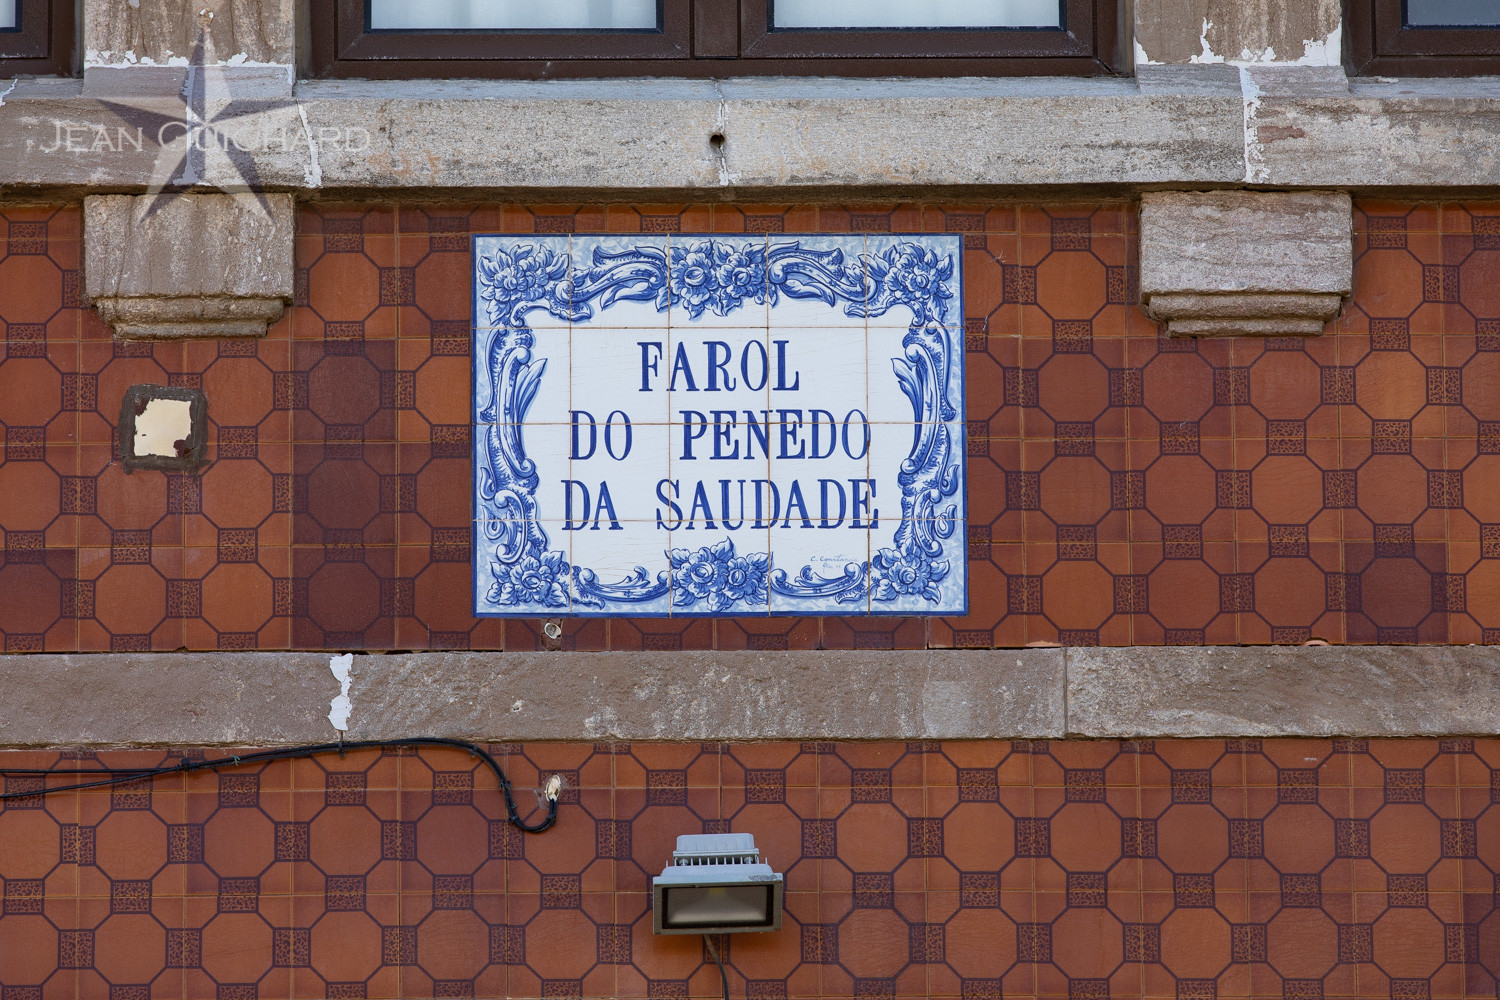 Jean Guichard
FAROL
DO PENEDO
DA SAUDADE